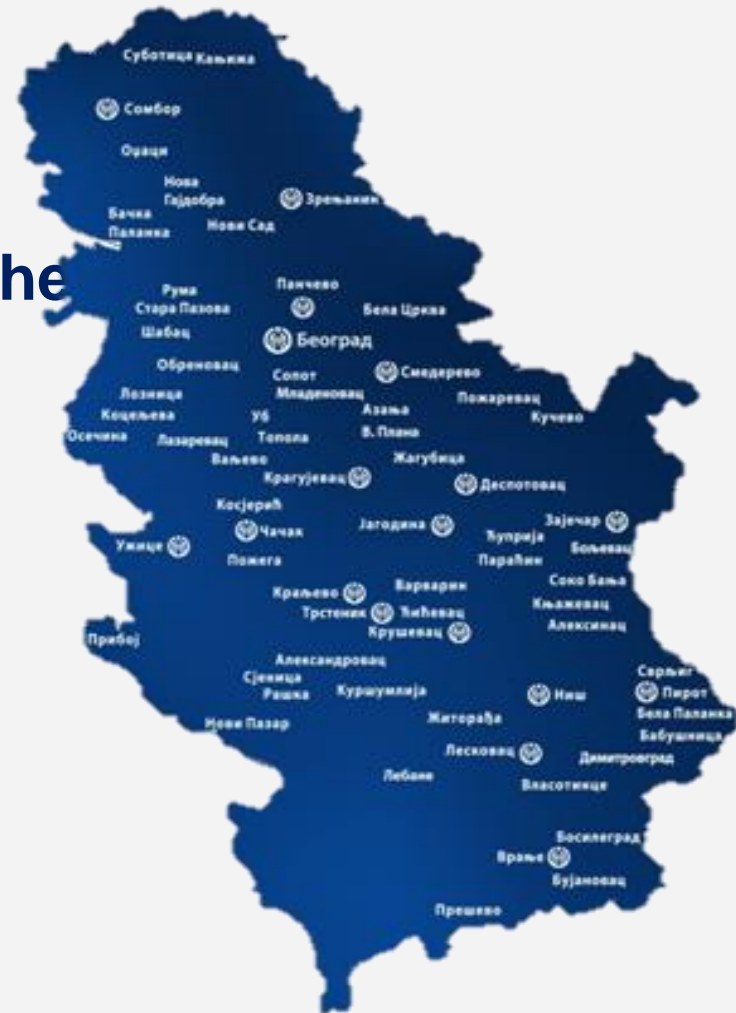 Суботица Кањижа
Сомбор
Оџаци
Нова
Гајдобра
Зрењанин
Бачка
Паланка
Нови Сад
he
Рума
Панчево
Стара Пазова
Бела Црква
Шабац
Београд
Обреновац
Сопот
Смедерево
Лозница
Младеновац
Пожаревац
Коцељева
Уб
Азања
Кучево
Осечина
Лазаревац
Топола
В. Плана
Ваљево
Жагубица
Крагујевац
Деспотовац
Косјерић
Чачак
Јагодина
Зајечар
Ужице
Ћуприја
Бољевац
Пожега
Параћин
Краљево
Варварин
Соко Бања
Трстеник
Ћићевац
Књажевац
Крушевац
Алексинац
Прибој
Александровац
Сјеница
Сврљиг
Рашка
Куршумлија
Ниш
Пирот
Нови Пазар
Житорађа
Бела Паланка
Бабушница
Лесковац
Димитровград
Лебане
Власотинце
Босилеград
Врање
Бујановац
Прешево